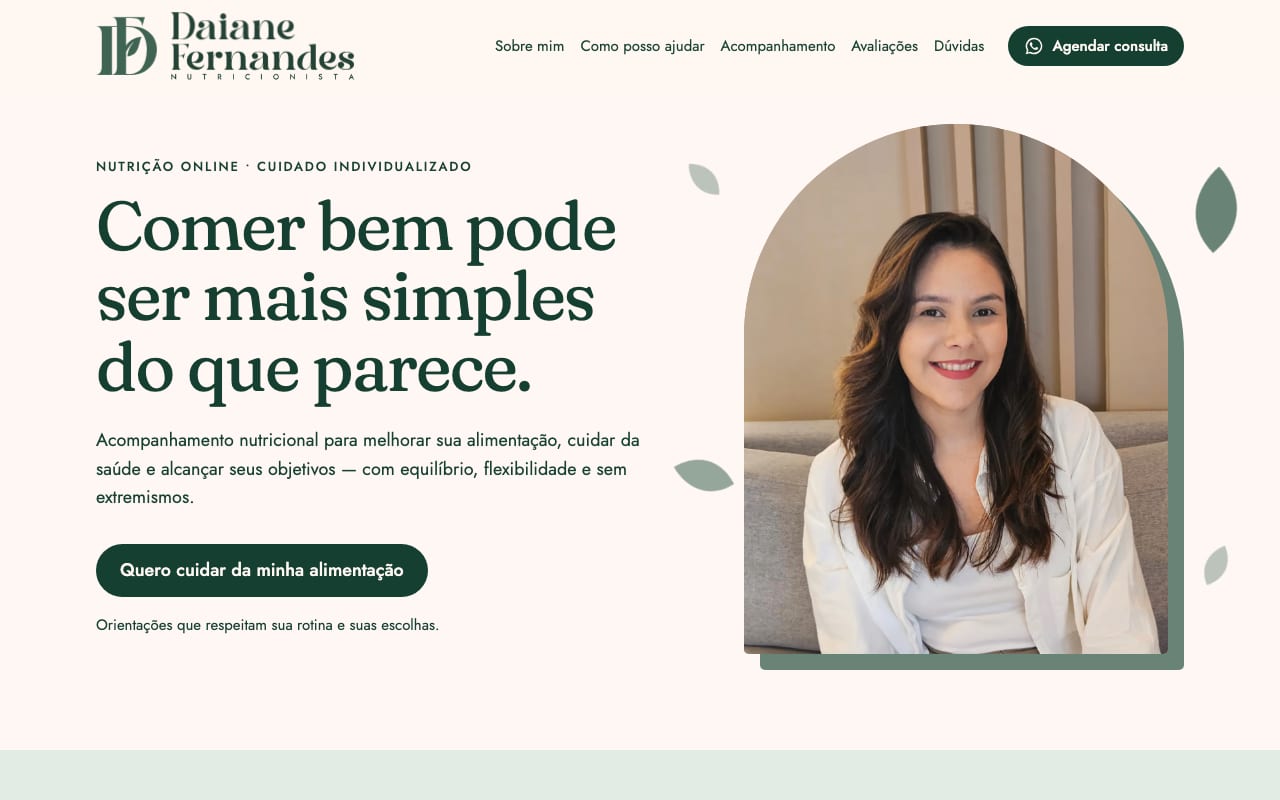 DF
Daiane
Fernandes
NUTRICIONISTA
Sobre mim
Como posso ajudar
Acompanhamento
Avaliações
Dúvidas
Agendar consulta
NUTRIÇÃO ONLINE · CUIDADO INDIVIDUALIZADO
Comer bem pode
ser mais simples
do que parece.
Acompanhamento nutricional para melhorar sua alimentação, cuidar da
saúde e alcançar seus objetivos — com equilíbrio, flexibilidade e sem
extremismos.
Quero cuidar da minha alimentação
Orientações que respeitam sua rotina e suas escolhas.